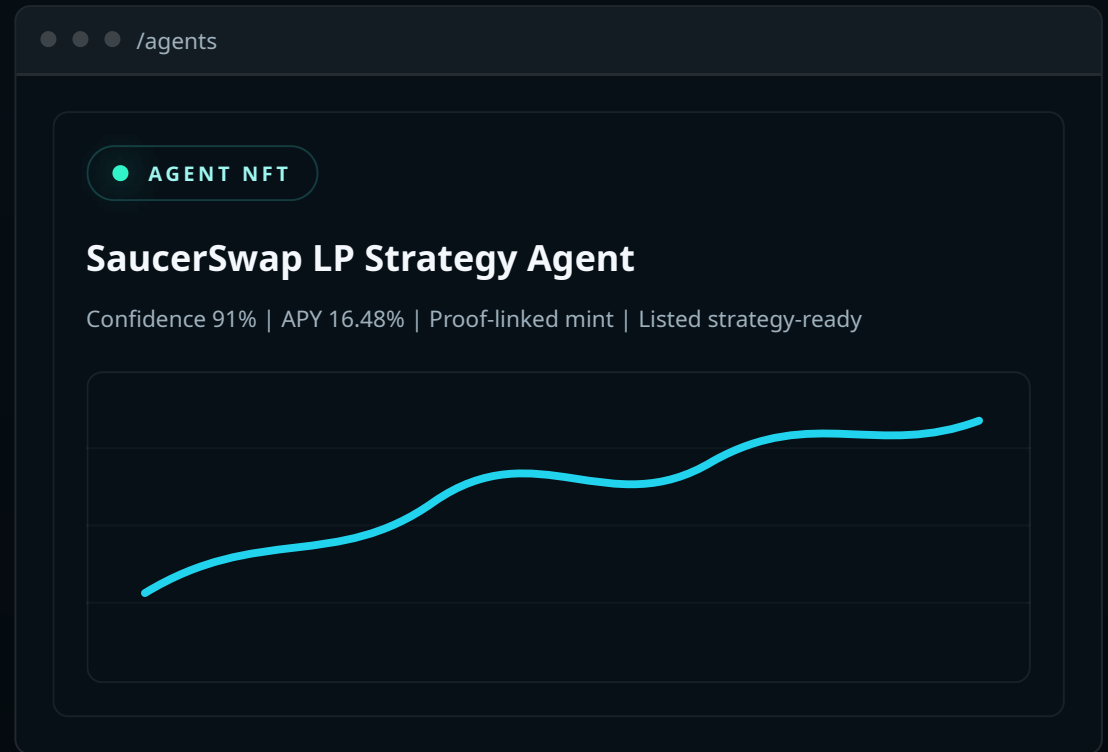 /agents
AGENT NFT
SaucerSwap LP Strategy Agent
Confidence 91% | APY 16.48% | Proof-linked mint | Listed strategy-ready